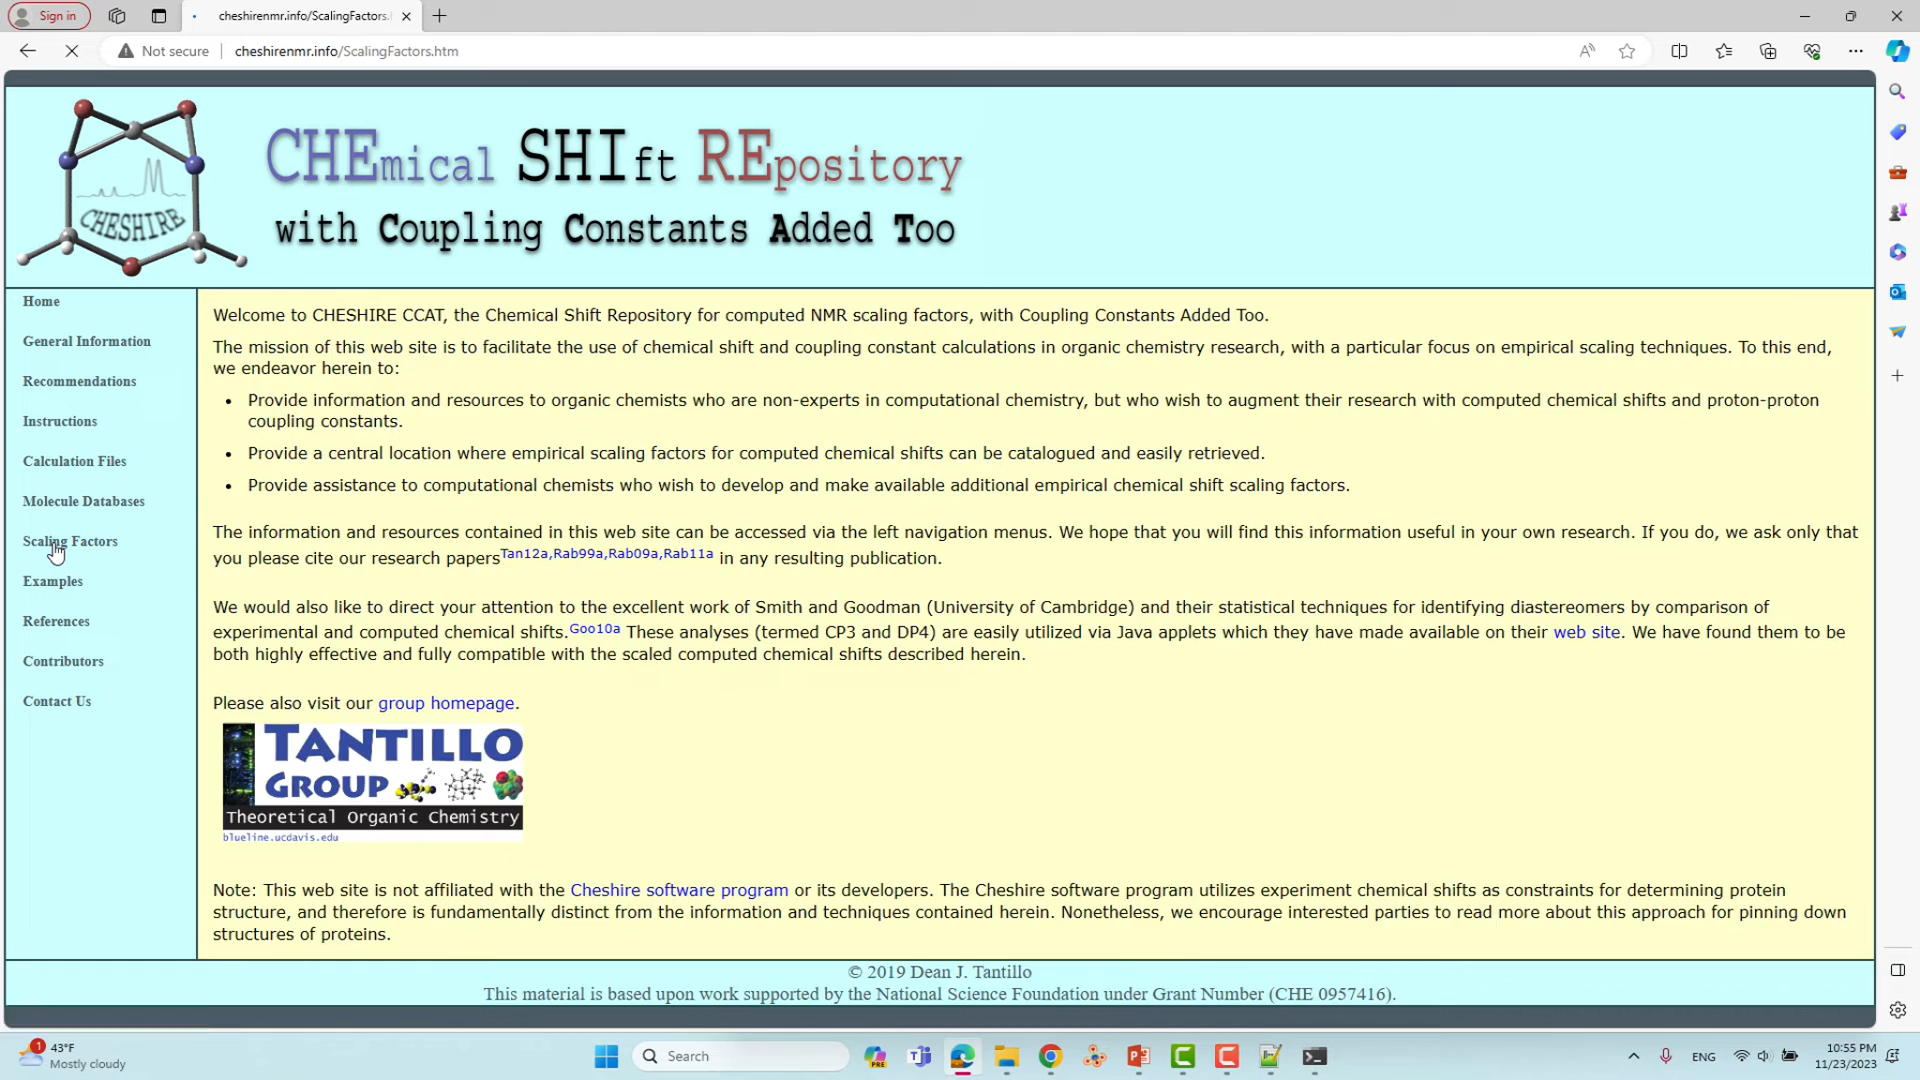 Sign in
cheshirenmr.info/ScalingFactors.
Not secure
cheshirenmr.info/ScalingFactors.htm
CHEmical SHIft REpository
with Coupling Constants Added Too
CHESHIRE
Home
General Information
Recommendations
Instructions
Calculation Files
Molecule Databases
Scaling Factors
Examples
References
Contributors
Contact Us
Welcome to CHESHIRE CCAT, the Chemical Shift Repository for computed NMR scaling factors, with Coupling Constants Added Too.
The mission of this web site is to facilitate the use of chemical shift and coupling constant calculations in organic chemistry research, with a particular focus on empirical scaling techniques. To this end,
we endeavor herein to:
• Provide information and resources to organic chemists who are non-experts in computational chemistry, but who wish to augment their research with computed chemical shifts and proton-proton
coupling constants.
• Provide a central location where empirical scaling factors for computed chemical shifts can be catalogued and easily retrieved.
• Provide assistance to computational chemists who wish to develop and make available additional empirical chemical shift scaling factors.
The information and resources contained in this web site can be accessed via the left navigation menus. We hope that you will find this information useful in your own research. If you do, we ask only that
you please cite our research papersTan12a,Rab99a,Rab09a,Rab11a in any resulting publication.
We would also like to direct your attention to the excellent work of Smith and Goodman (University of Cambridge) and their statistical techniques for identifying diastereomers by comparison of
experimental and computed chemical shifts.Goo10a These analyses (termed CP3 and DP4) are easily utilized via Java applets which they have made available on their web site. We have found them to be
both highly effective and fully compatible with the scaled computed chemical shifts described herein.
Please also visit our group homepage.
TANTILLO
GROUP
Theoretical Organic Chemistry
blueline.ucdavis.edu
Note: This web site is not affiliated with the Cheshire software program or its developers. The Cheshire software program utilizes experiment chemical shifts as constraints for determining protein
structure, and therefore is fundamentally distinct from the information and techniques contained herein. Nonetheless, we encourage interested parties to read more about this approach for pinning down
structures of proteins.
© 2019 Dean J. Tantillo
This material is based upon work supported by the National Science Foundation under Grant Number (CHE 0957416).
1
43°F
Mostly cloudy
Search
PRE
ENG
10:55 PM
11/23/2023